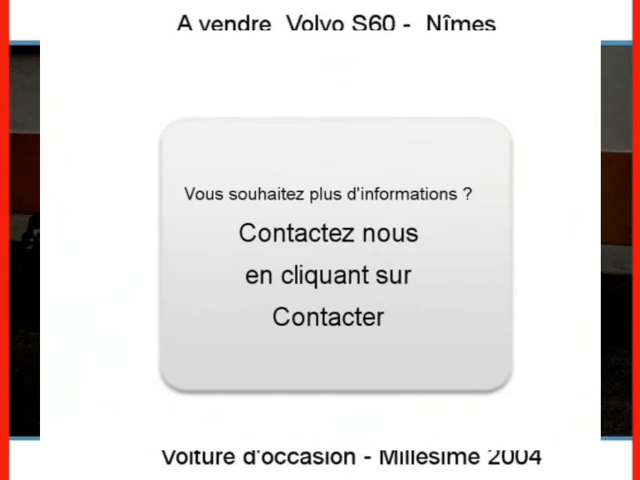 A vendre Volvo S60 - Nîmes
Vous souhaitez plus d'informations ?
Contactez nous
en cliquant sur
Contacter
Voiture d'occasion - Millesime 2004